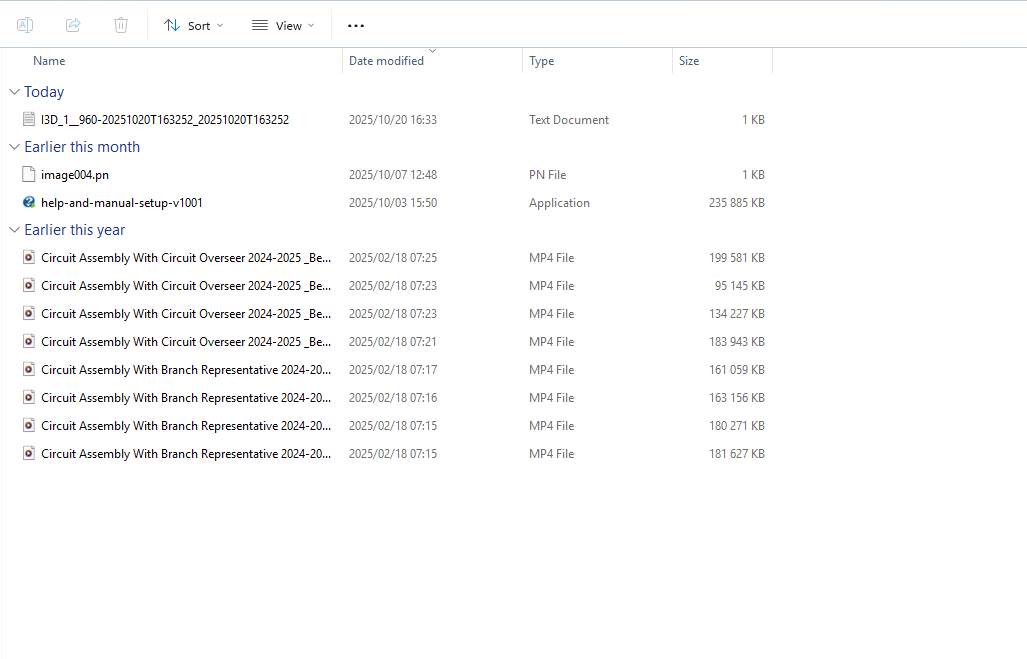 Sort View ...
Name Date modified Type Size
Today
I3D_1__960-20251020T163252_20251020T163252 2025/10/20 16:33 Text Document 1 KB
Earlier this month
image004.pn 2025/10/07 12:48 PN File 1 KB
help-and-manual-setup-v1001 2025/10/03 15:50 Application 235 885 KB
Earlier this year
Circuit Assembly With Circuit Overseer 2024-2025 _Be... 2025/02/18 07:25 MP4 File 199 581 KB
Circuit Assembly With Circuit Overseer 2024-2025 _Be... 2025/02/18 07:23 MP4 File 95 145 KB
Circuit Assembly With Circuit Overseer 2024-2025 _Be... 2025/02/18 07:23 MP4 File 134 227 KB
Circuit Assembly With Circuit Overseer 2024-2025 _Be... 2025/02/18 07:21 MP4 File 183 943 KB
Circuit Assembly With Branch Representative 2024-20... 2025/02/18 07:17 MP4 File 161 059 KB
Circuit Assembly With Branch Representative 2024-20... 2025/02/18 07:16 MP4 File 163 156 KB
Circuit Assembly With Branch Representative 2024-20... 2025/02/18 07:15 MP4 File 180 271 KB
Circuit Assembly With Branch Representative 2024-20... 2025/02/18 07:15 MP4 File 181 627 KB